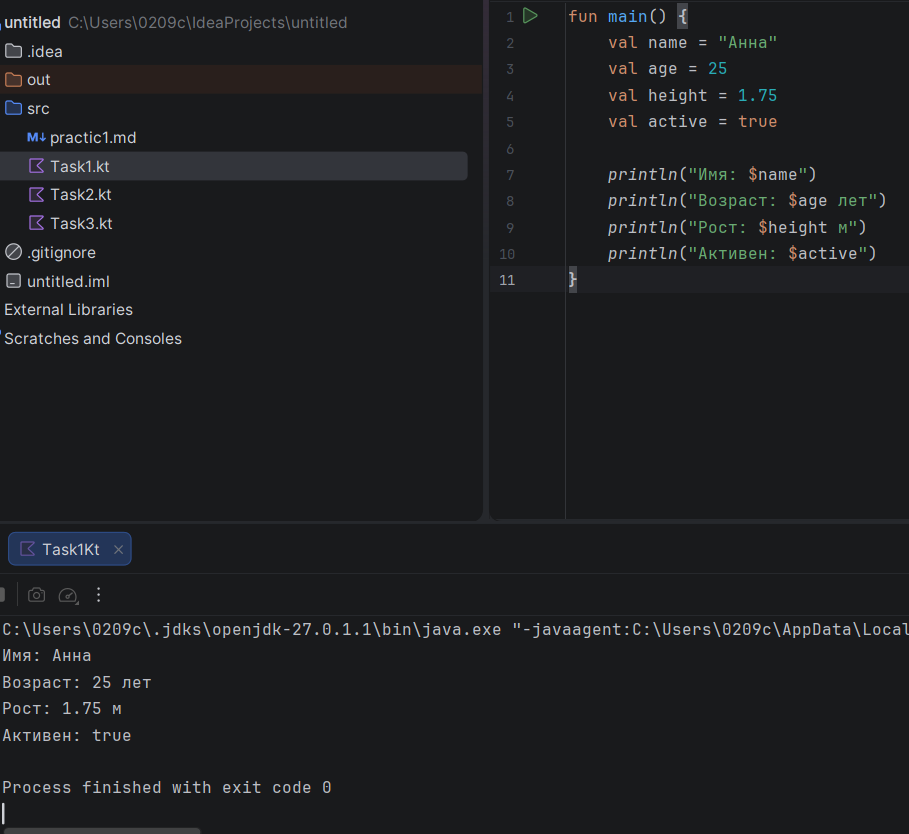 untitled C:\Users\0209c\IdeaProjects\untitled
.idea
out
src
M↓ practic1.md
Task1.kt
Task2.kt
Task3.kt
.gitignore
untitled.iml
External Libraries
Scratches and Consoles
1 fun main() {
2 val name = "Анна"
3 val age = 25
4 val height = 1.75
5 val active = true
6
7 println("Имя: $name")
8 println("Возраст: $age лет")
9 println("Рост: $height м")
10 println("Активен: $active")
11 }
Task1Kt
C:\Users\0209c\.jdks\openjdk-27.0.1.1\bin\java.exe "-javaagent:C:\Users\0209c\AppData\Local
Имя: Анна
Возраст: 25 лет
Рост: 1.75 м
Активен: true
Process finished with exit code 0